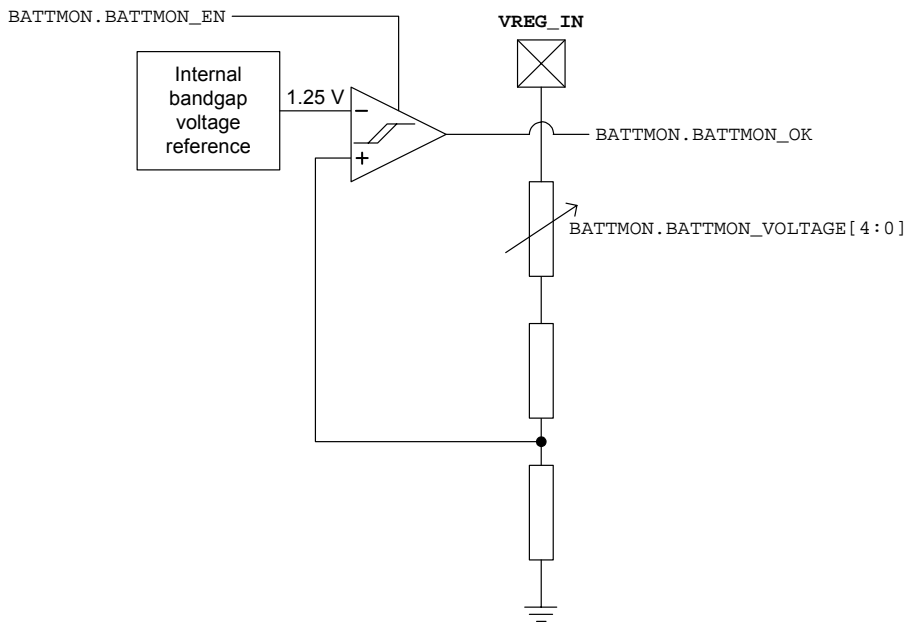 BATTMON.BATTMON_EN
VREG_IN
Internal
bandgap
voltage
reference
1.25 V
−
+
BATTMON.BATTMON_OK
BATTMON.BATTMON_VOLTAGE[4:0]